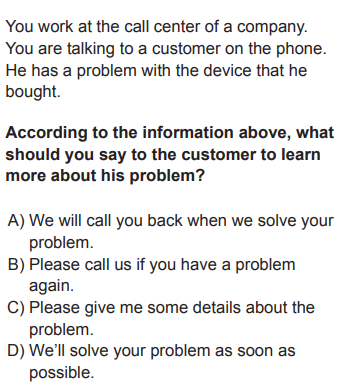 You work at the call center of a company.
You are talking to a customer on the phone.
He has a problem with the device that he
bought.
According to the information above, what
should you say to the customer to learn
more about his problem?
A) We will call you back when we solve your
problem.
B) Please call us if you have a problem
again.
C) Please give me some details about the
problem.
D) We’ll solve your problem as soon as
possible.